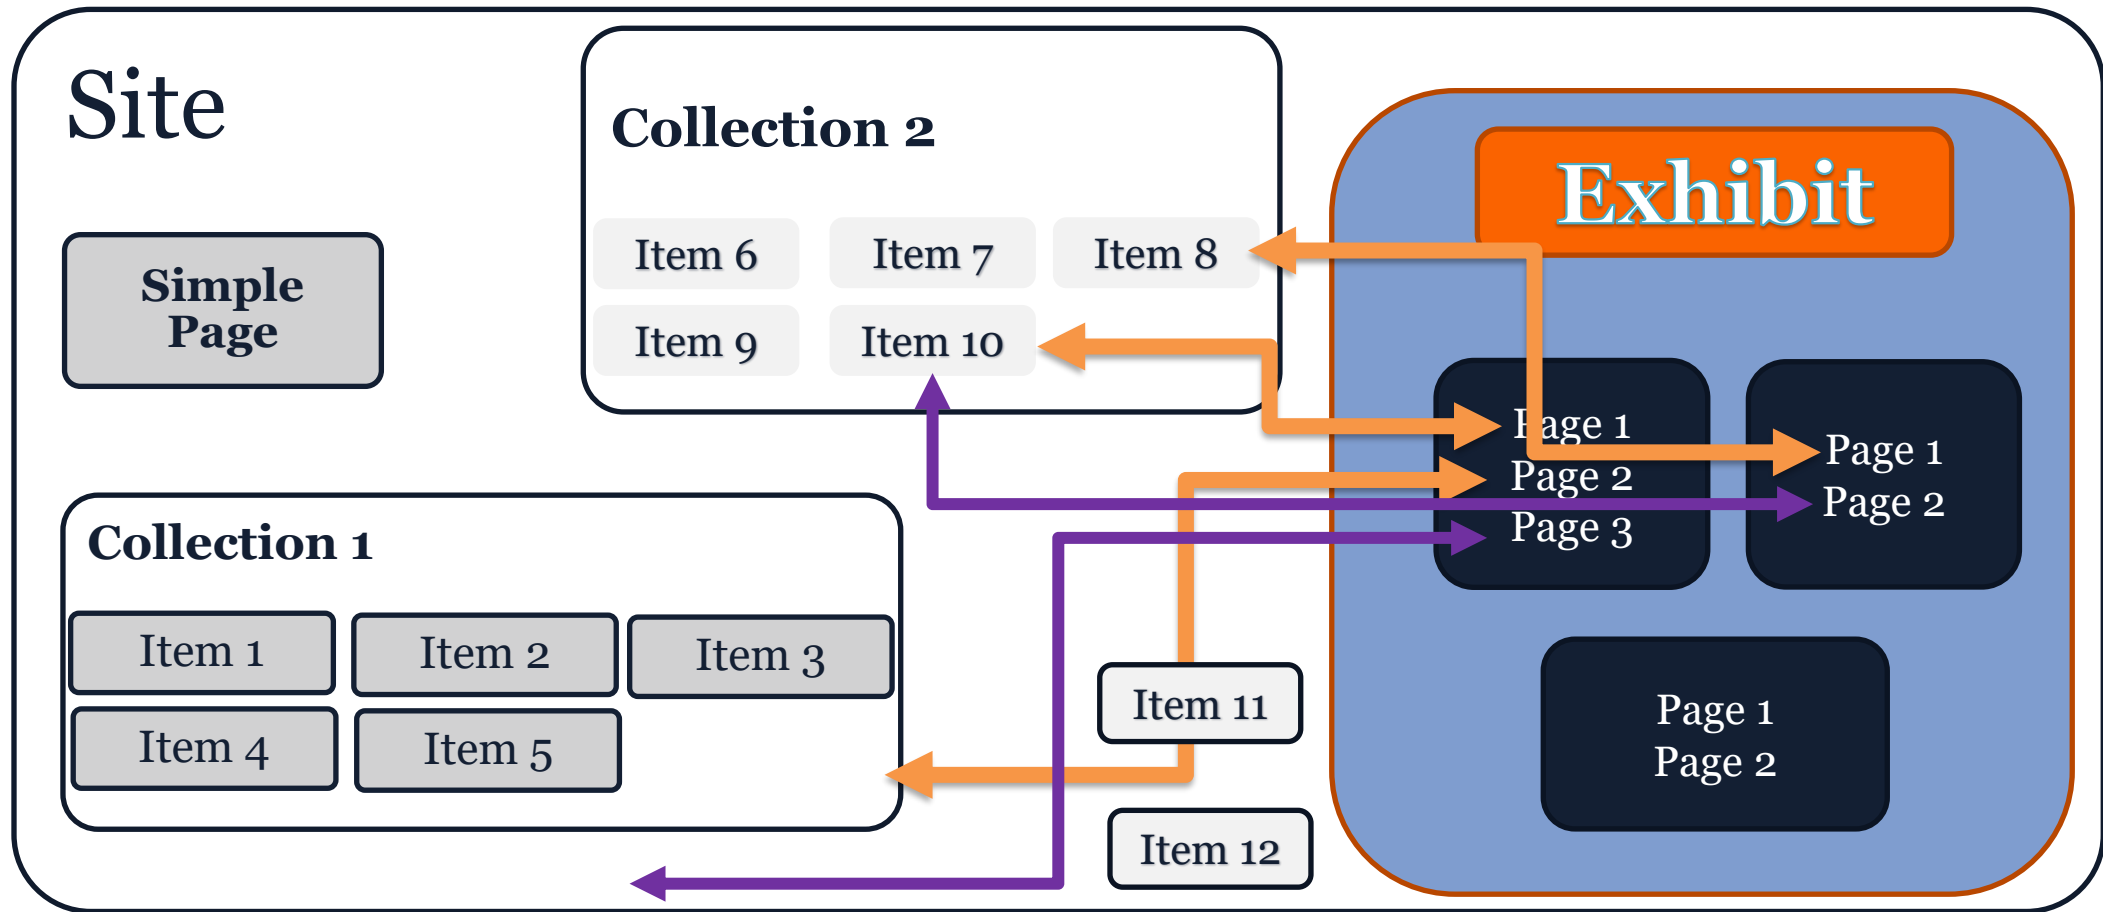 Site
Simple
Page
Collection 2
Item 6
Item 7
Item 8
Item 9
Item 10
Collection 1
Item 1
Item 2
Item 3
Item 4
Item 5
Item 11
Item 12
Exhibit
Page 1
Page 2
Page 3
Page 1
Page 2
Page 1
Page 2